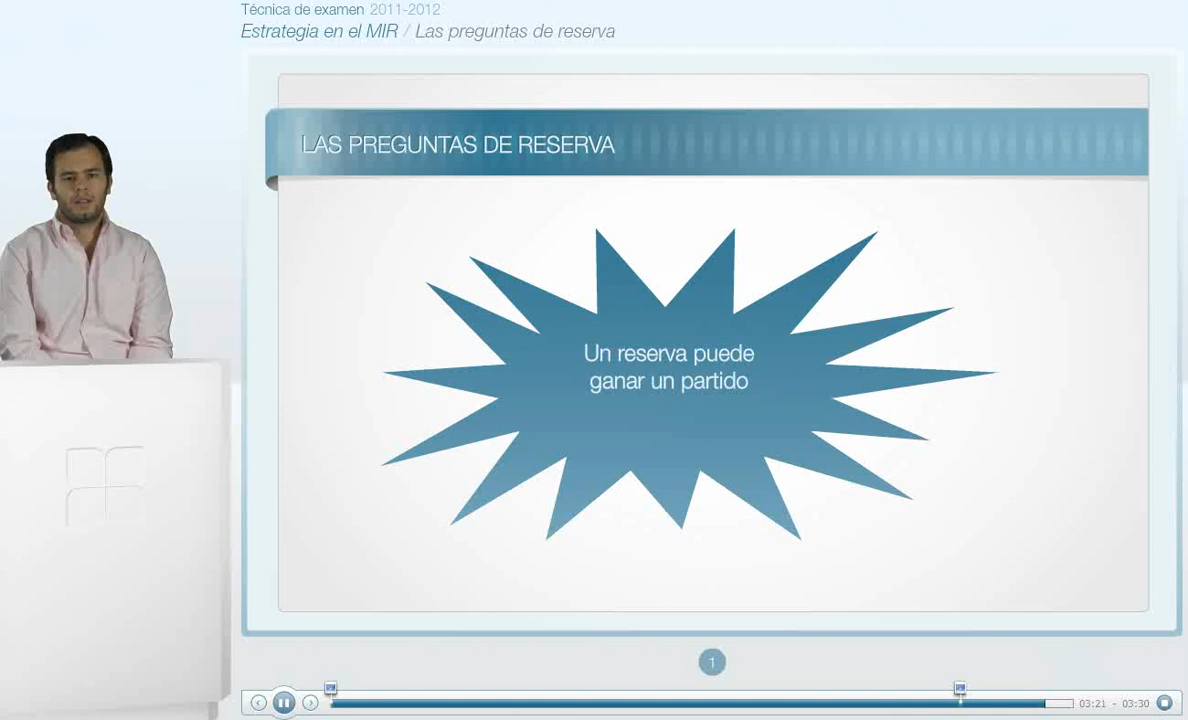 Técnica de examen 2011-2012
Estrategia en el MIR / Las preguntas de reserva
LAS PREGUNTAS DE RESERVA
Un reserva puede
ganar un partido
1
03:21 - 03:30